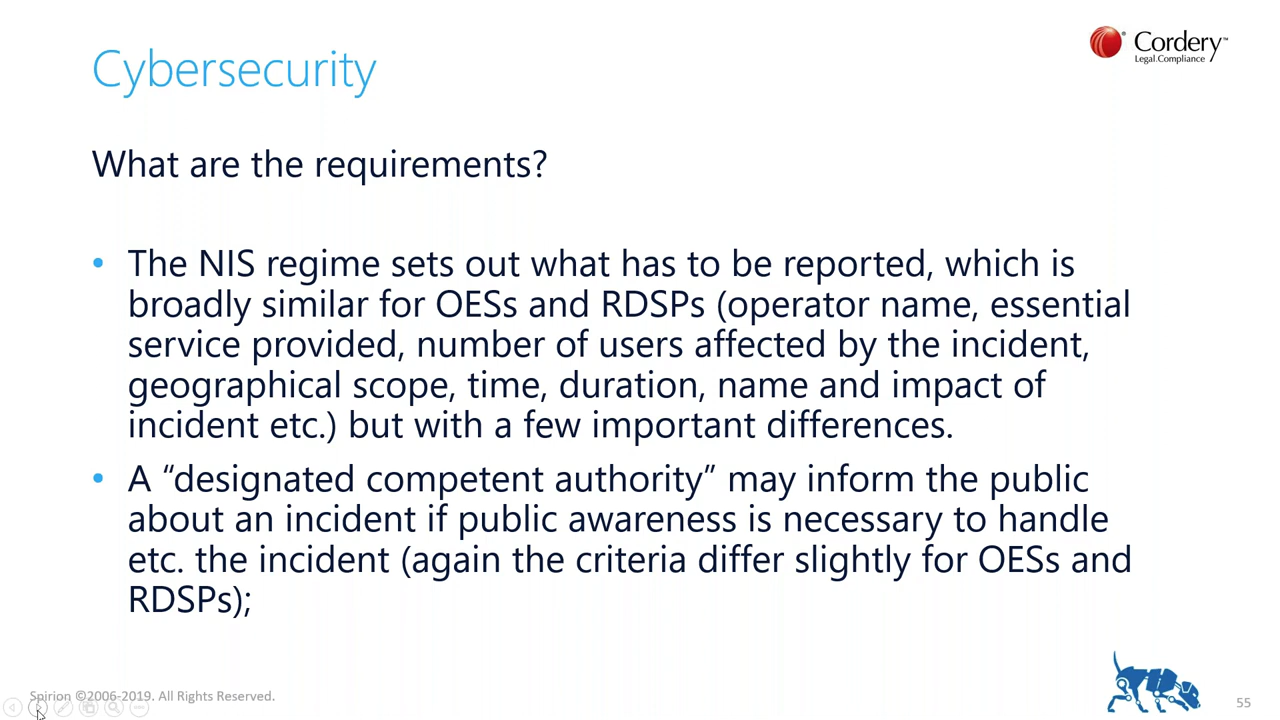 Cybersecurity
Cordery™
Legal.Compliance
What are the requirements?
• The NIS regime sets out what has to be reported, which is
broadly similar for OESs and RDSPs (operator name, essential
service provided, number of users affected by the incident,
geographical scope, time, duration, name and impact of
incident etc.) but with a few important differences.
• A “designated competent authority” may inform the public
about an incident if public awareness is necessary to handle
etc. the incident (again the criteria differ slightly for OESs and
RDSPs);
Spirion ©2006-2019. All Rights Reserved.
55